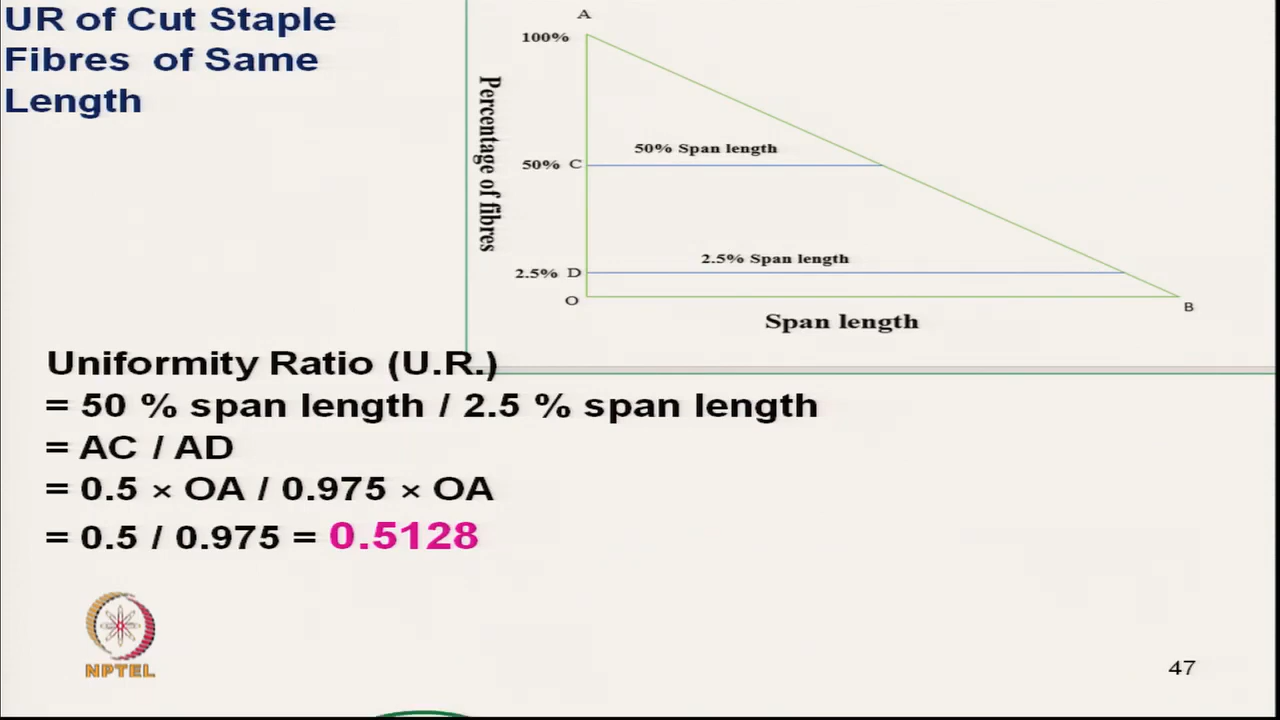 UR of Cut Staple
Fibres of Same
Length
A
100%
Percentage of fibres
50% Span length
50% C
2.5% Span length
2.5% D
O
B
Span length
Uniformity Ratio (U.R.)
= 50 % span length / 2.5 % span length
= AC / AD
= 0.5 × OA / 0.975 × OA
= 0.5 / 0.975 = 0.5128
NPTEL
47